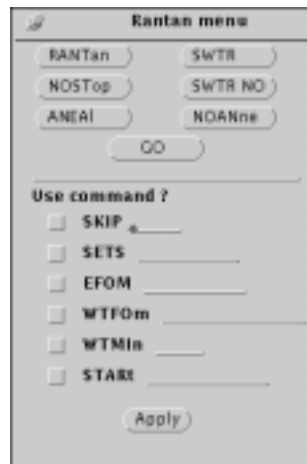 Rantan menu
RANTan SWTR
NOSTop SWTR NO
ANEAl NOANne
GO
Use command ?
SKIP
SETS
EFOM
WTFOm
WTMIn
STARt
Apply